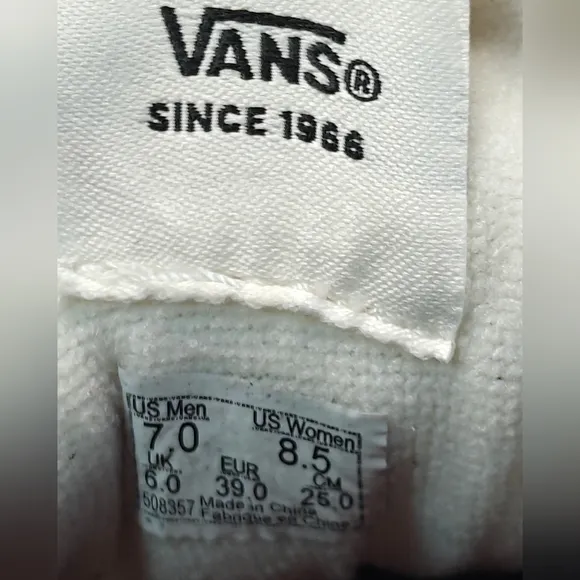 VANS®
SINCE 1966
US Men US Women
7.0 8.5
UK EUR CM
6.0 39.0 25.0
508357 Made in China
Fabriqué en Chine